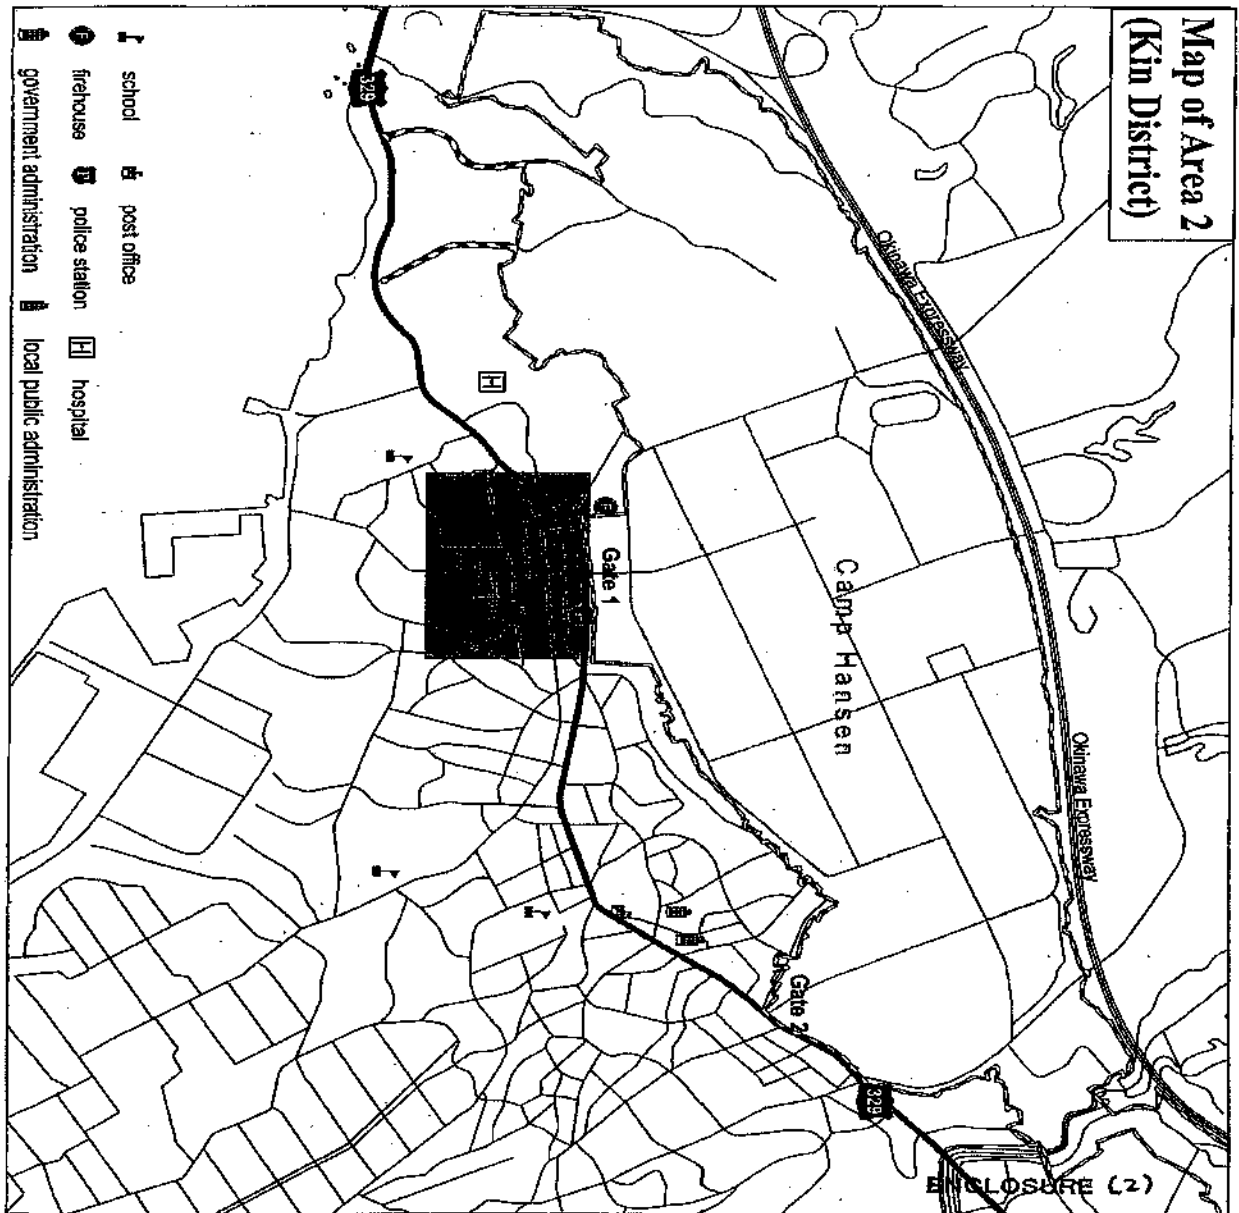 Map of Area 2
(Kin District)
Okinawa Expressway
Okinawa Expressway
Camp Hansen
Gate 1
Gate 2
329
329
H
F
school
post office
F
firehouse
police station
H
hospital
government administration
local public administration
ENCLOSURE (2)